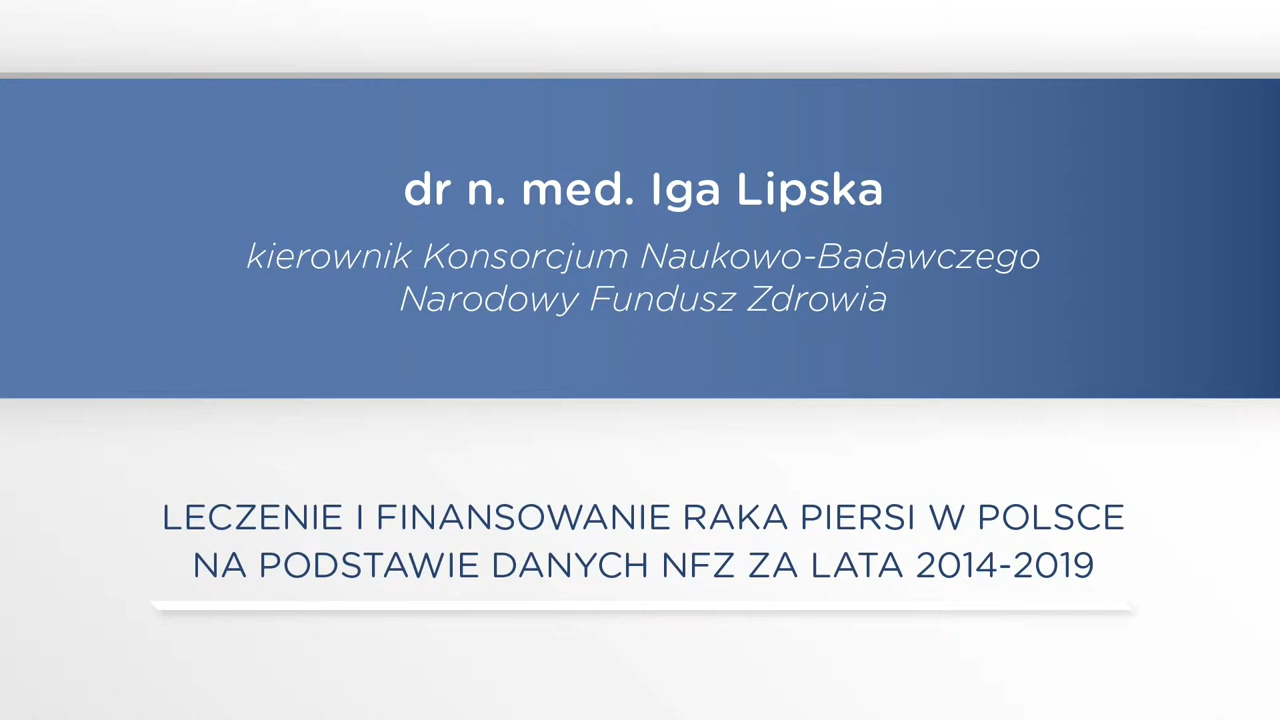 dr n. med. Iga Lipska
kierownik Konsorcjum Naukowo-Badawczego
Narodowy Fundusz Zdrowia
LECZENIE I FINANSOWANIE RAKA PIERSI W POLSCE
NA PODSTAWIE DANYCH NFZ ZA LATA 2014-2019